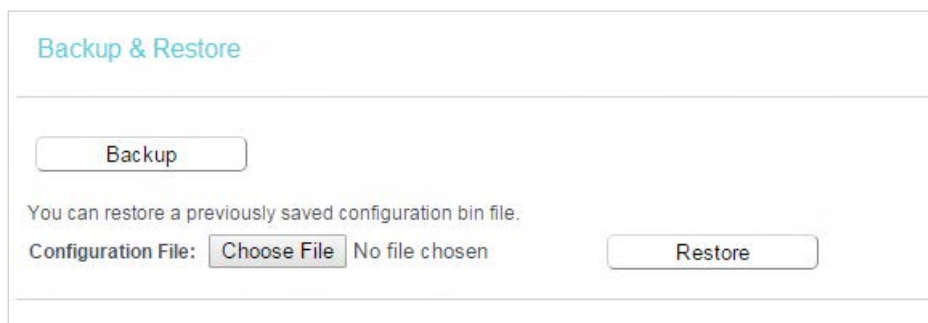 Backup & Restore
Backup
You can restore a previously saved configuration bin file.
Configuration File: Choose File No file chosen Restore